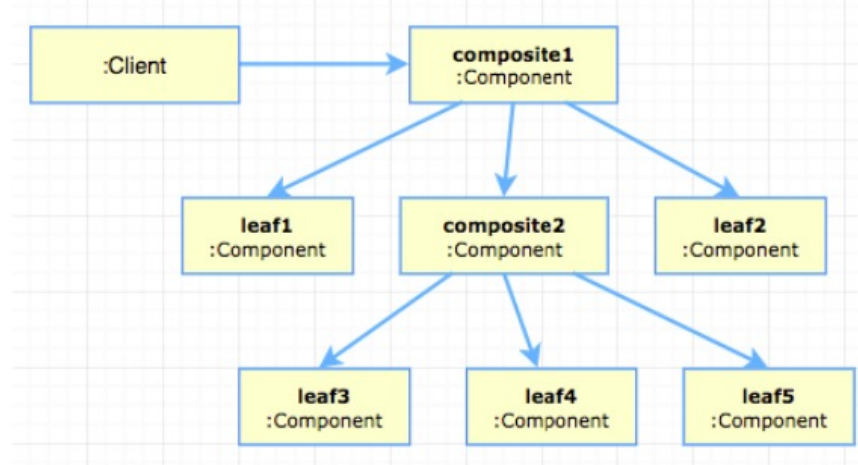 :Client
composite1
:Component
leaf1
:Component
composite2
:Component
leaf2
:Component
leaf3
:Component
leaf4
:Component
leaf5
:Component